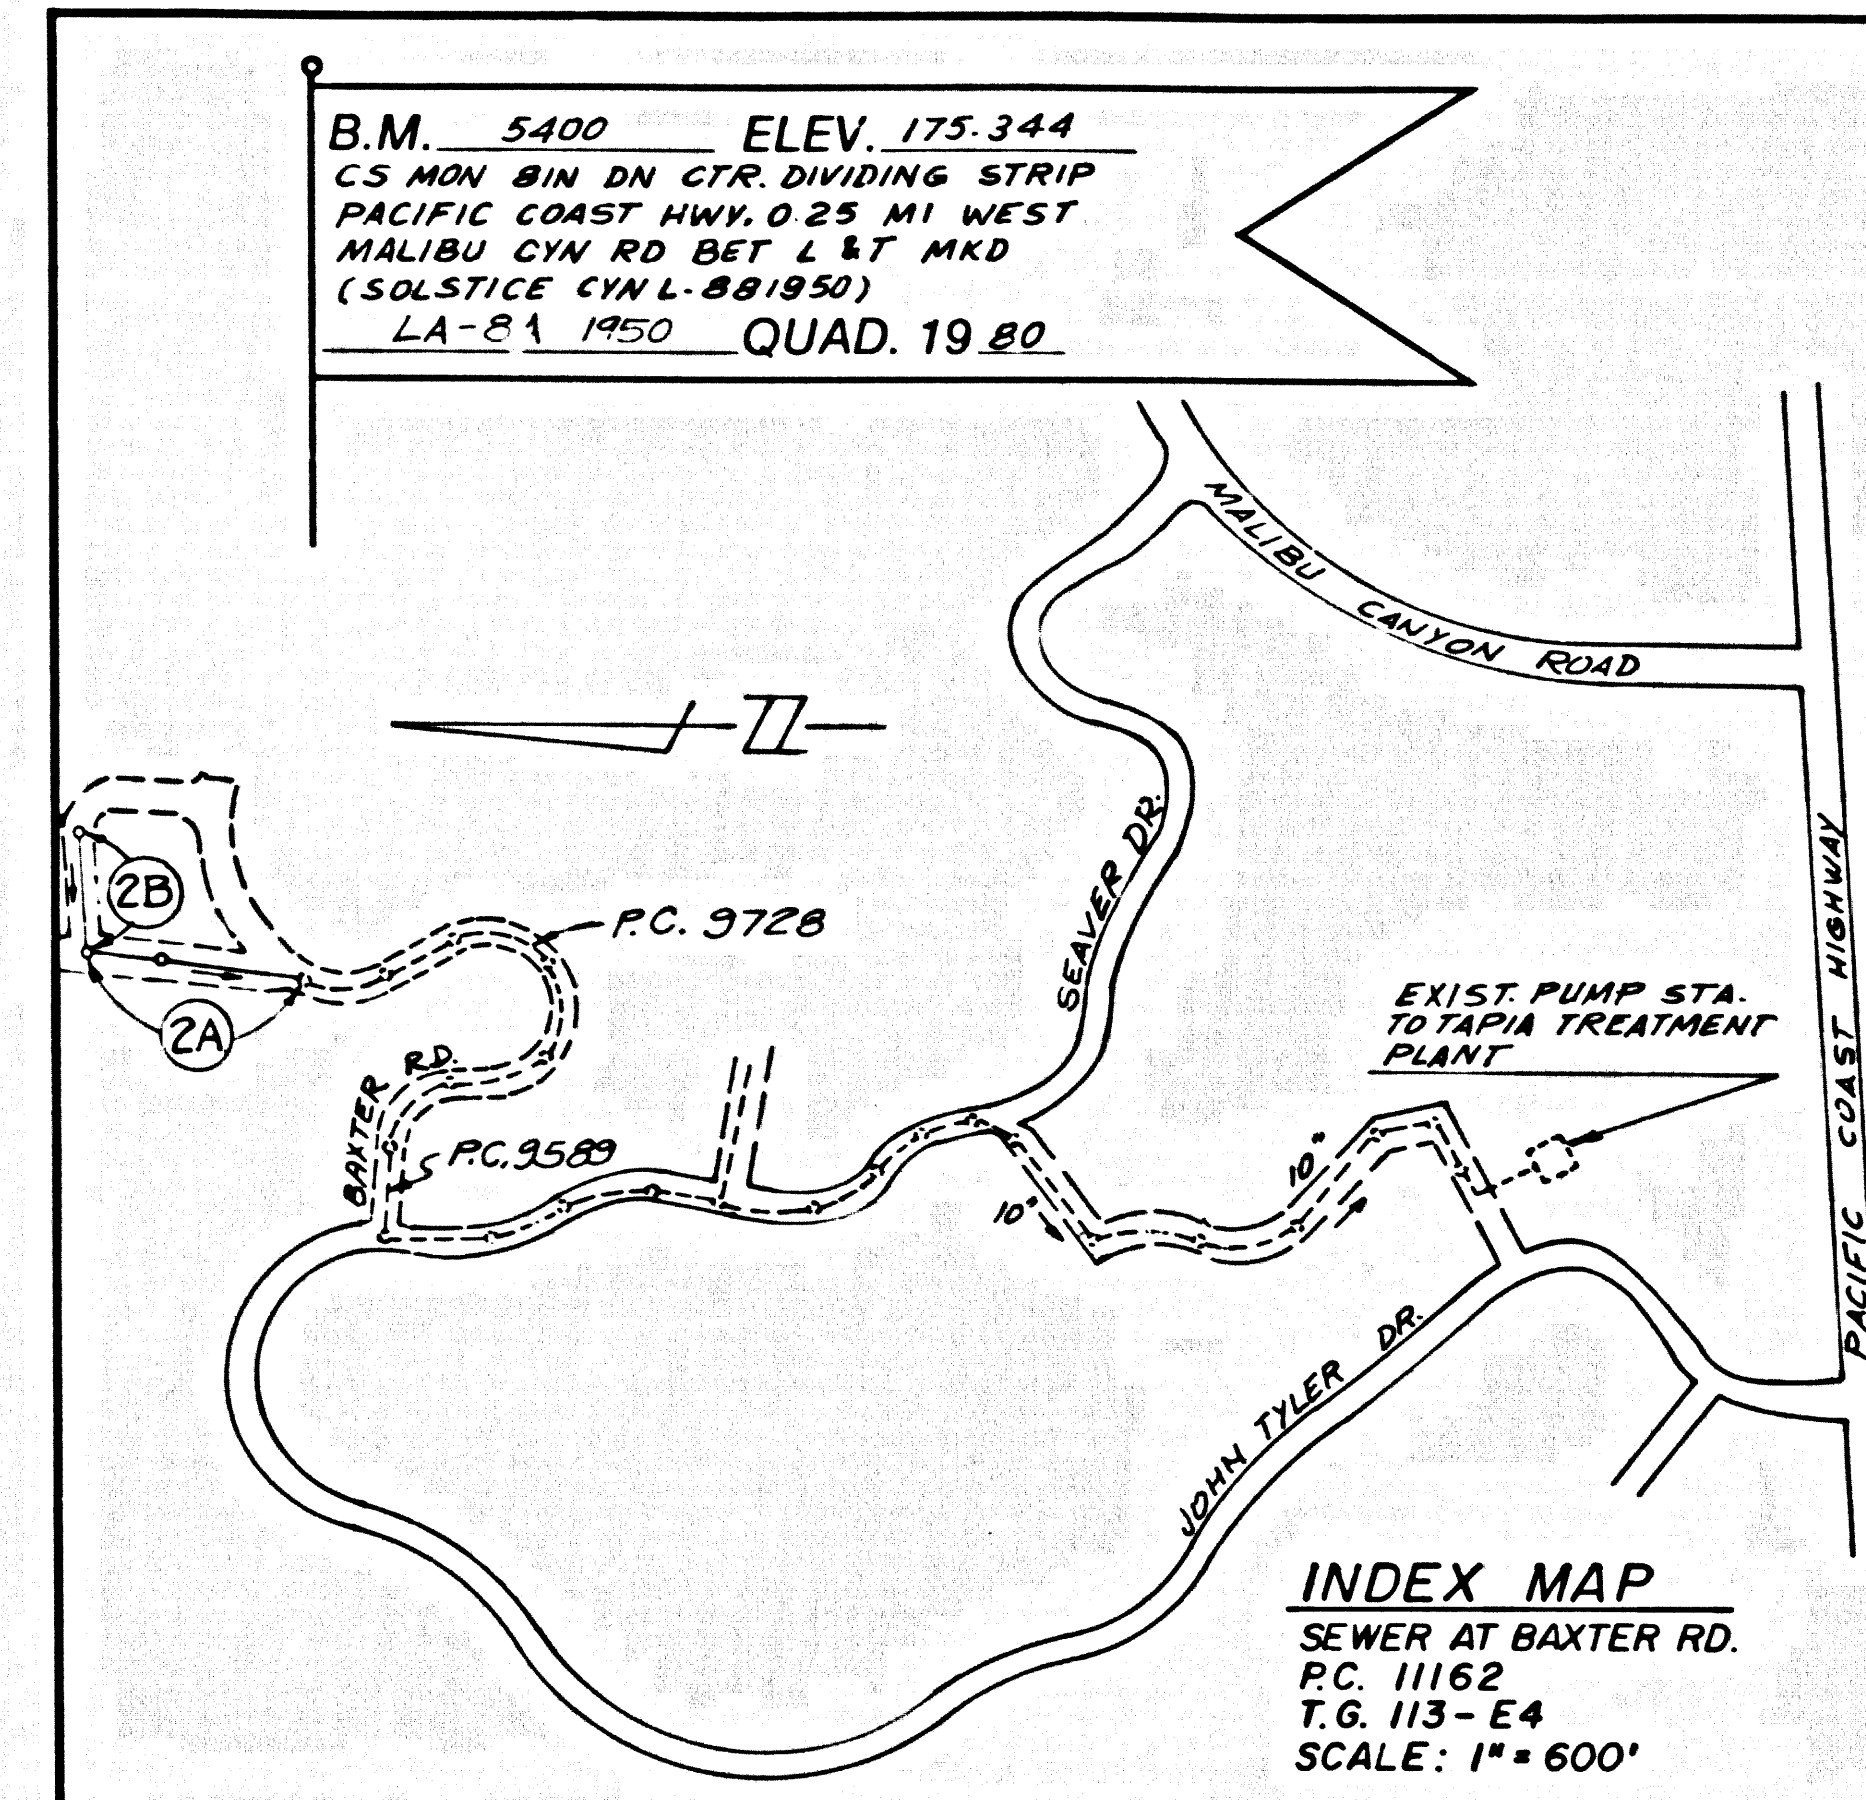 B.M. 5400 ELEV. 175.344
CS MON 8IN DN CTR. DIVIDING STRIP
PACIFIC COAST HWY. 0.25 MI WEST
MALIBU CYN RD BET L & T MKD
(SOLSTICE CYN L-881950)
1950 QUAD. 19 80
MALIBU CANYON ROAD
N
SEAVER DR.
PACIFIC COAST HIGHWAY
2B
P.C. 9728
2A
EXIST. PUMP STA.
TO TAPIA TREATMENT
PLANT
BAXTER RD.
P.C. 9589
10"
10"
JOHN TYLER DR.
INDEX MAP
SEWER AT BAXTER RD.
P.C. 11162
T.G. 113-E4
SCALE: 1"=600'